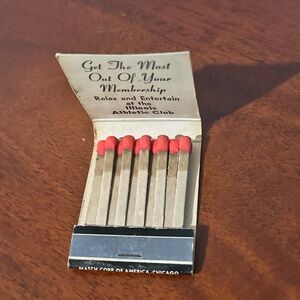 Get The Most
Out Of Your
Membership
Relax and Entertain
at the
Illinois
Athletic Club
MATCH CORP OF AMERICA, CHICAGO